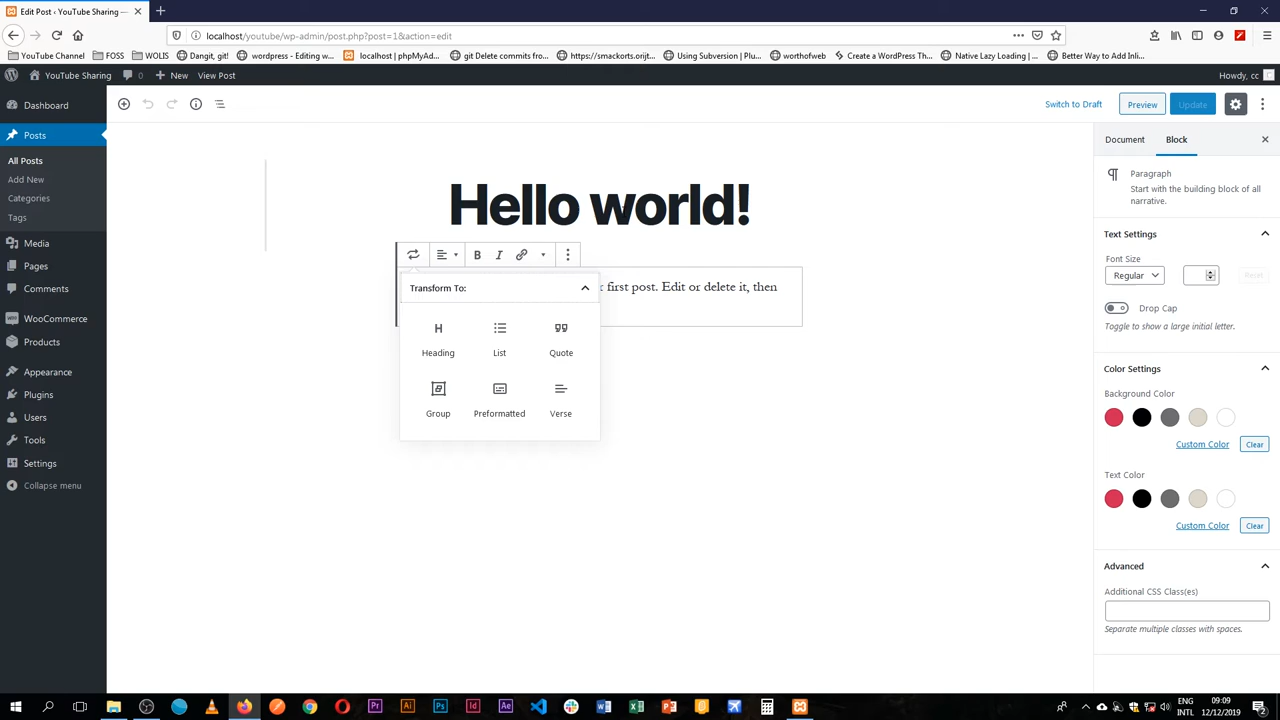 Edit Post ‹ YouTube Sharing —
localhost/youtube/wp-admin/post.php?post=1&action=edit
YouTube Channel
FOSS
WOLIS
Dangit, git!
wordpress - Editing w...
localhost | phpMyAd...
git Delete commits fro...
https://smackorts.orijt...
Using Subversion | Plu...
worthofweb
Create a WordPress Th...
Native Lazy Loading | ...
Better Way to Add Inli...
YouTube Sharing
0
New
View Post
Howdy, cc
Dashboard
Posts
All Posts
Add New
Categories
Tags
Media
Pages
Comments
WooCommerce
Products
Appearance
Plugins
Users
Tools
Settings
Collapse menu
Switch to Draft
Preview
Update
Hello world!
B
I
r first post. Edit or delete it, then
Transform To:
Heading
List
Quote
Group
Preformatted
Verse
Document
Block
Paragraph
Start with the building block of all
narrative.
Text Settings
Font Size
Regular
Reset
Drop Cap
Toggle to show a large initial letter.
Color Settings
Background Color
Custom Color
Clear
Text Color
Custom Color
Clear
Advanced
Additional CSS Class(es)
Separate multiple classes with spaces.
ENG
INTL
09:09
12/12/2019